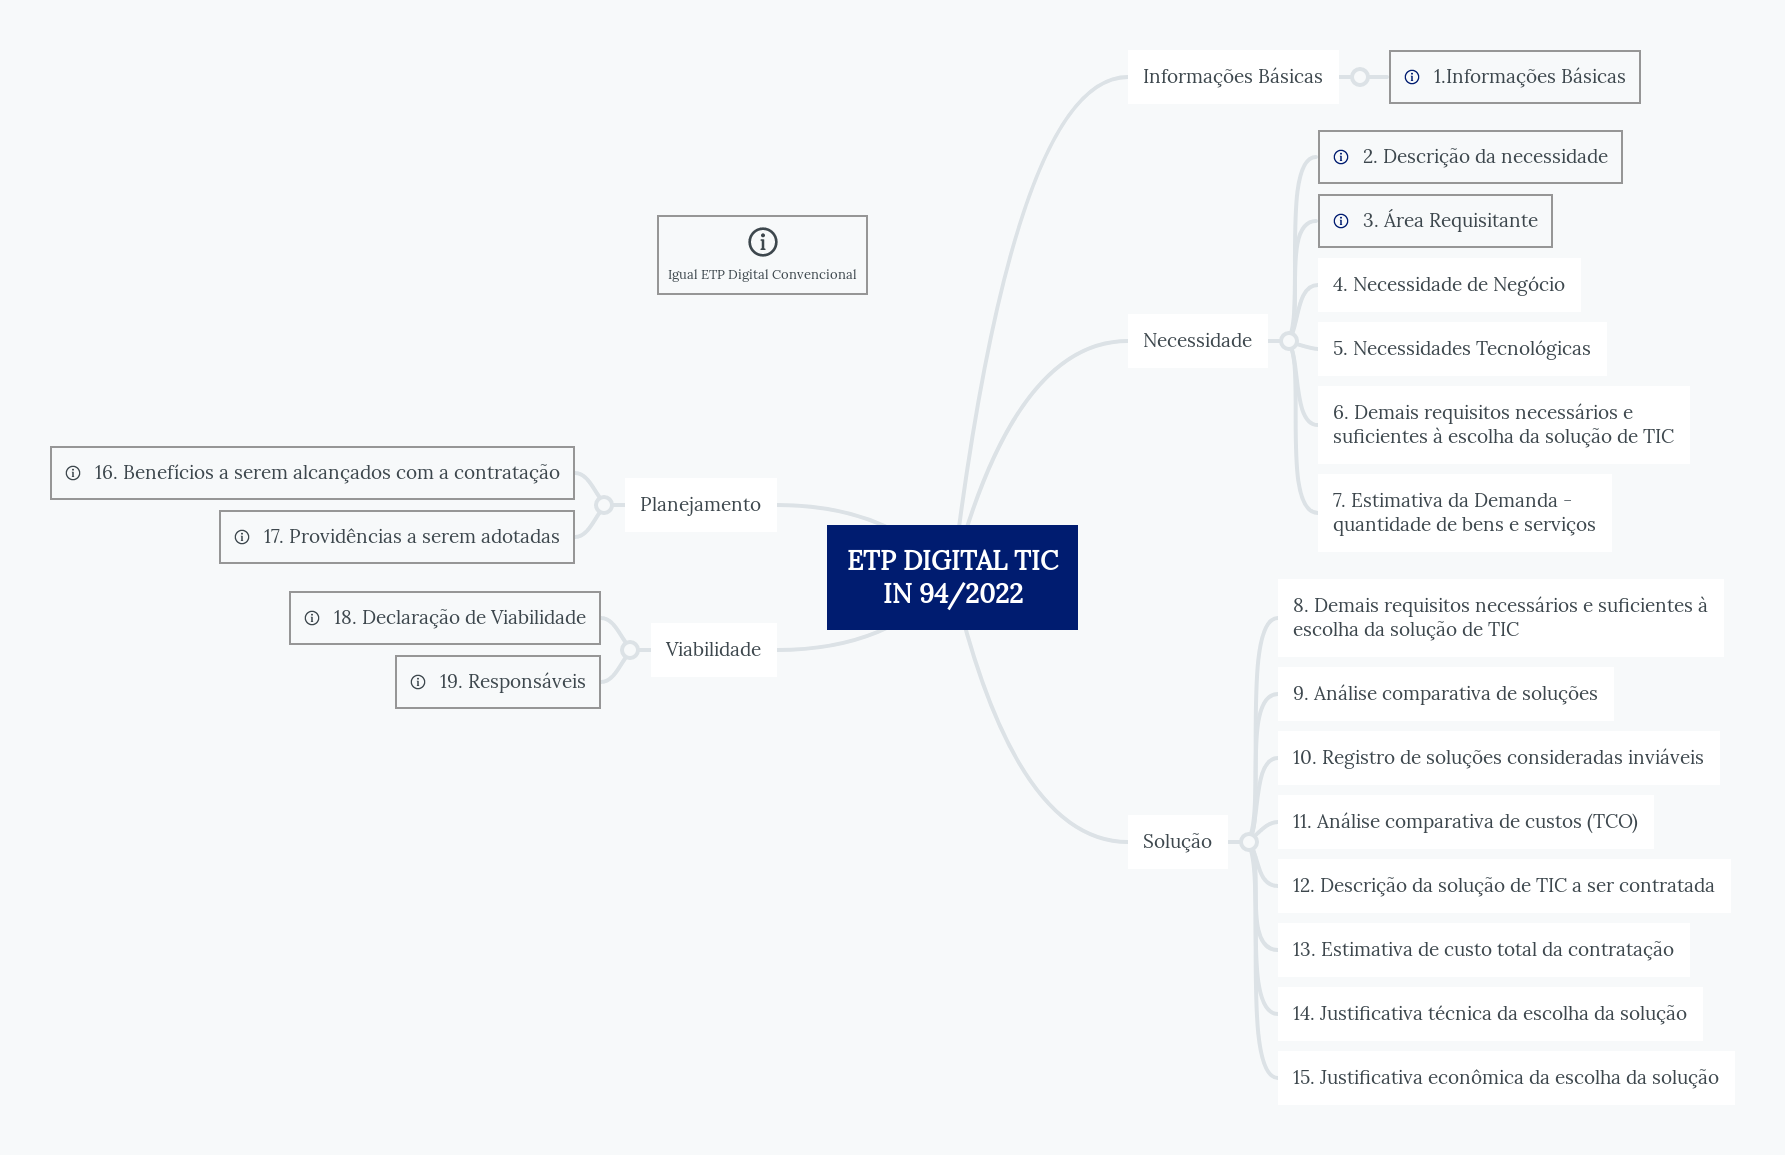 Informações Básicas
1.Informações Básicas
2. Descrição da necessidade
3. Área Requisitante
Igual ETP Digital Convencional
4. Necessidade de Negócio
Necessidade
5. Necessidades Tecnológicas
6. Demais requisitos necessários e
suficientes à escolha da solução de TIC
7. Estimativa da Demanda -
quantidade de bens e serviços
16. Benefícios a serem alcançados com a contratação
Planejamento
17. Providências a serem adotadas
ETP DIGITAL TIC
IN 94/2022
18. Declaração de Viabilidade
Viabilidade
19. Responsáveis
8. Demais requisitos necessários e suficientes à
escolha da solução de TIC
9. Análise comparativa de soluções
10. Registro de soluções consideradas inviáveis
11. Análise comparativa de custos (TCO)
Solução
12. Descrição da solução de TIC a ser contratada
13. Estimativa de custo total da contratação
14. Justificativa técnica da escolha da solução
15. Justificativa econômica da escolha da solução